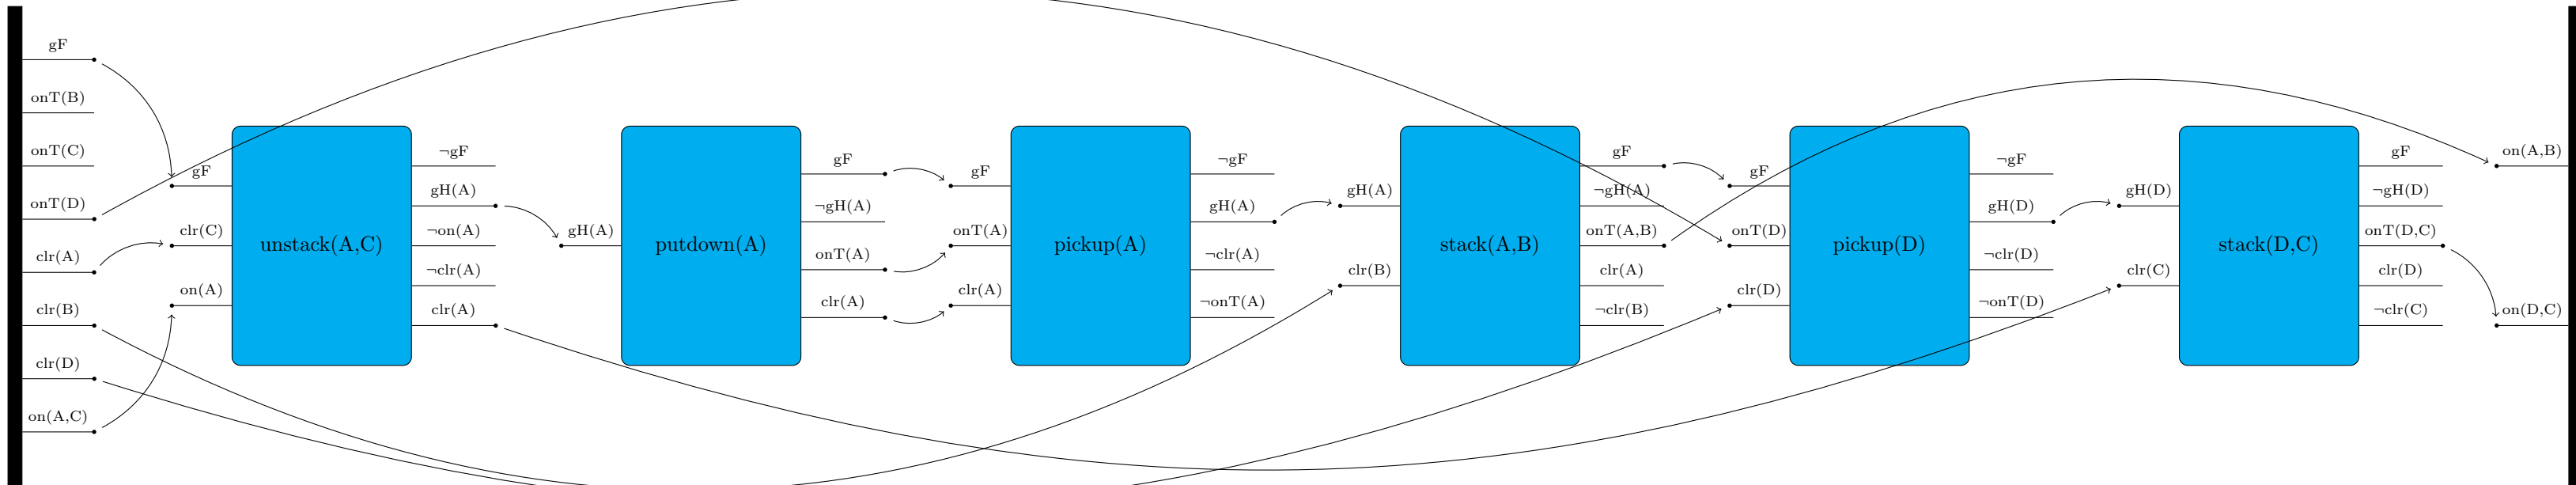 gF
onT(B)
onT(C)
onT(D)
clr(A)
clr(B)
clr(D)
on(A,C)
gF
clr(C)
on(A)
unstack(A,C)
¬gF
gH(A)
¬on(A)
¬clr(A)
clr(A)
gH(A)
putdown(A)
gF
¬gH(A)
onT(A)
clr(A)
gF
onT(A)
clr(A)
pickup(A)
¬gF
gH(A)
¬clr(A)
¬onT(A)
gH(A)
clr(B)
stack(A,B)
gF
¬gH(A)
onT(A,B)
clr(A)
¬clr(B)
gF
onT(D)
clr(D)
pickup(D)
¬gF
gH(D)
¬clr(D)
¬onT(D)
gH(D)
clr(C)
stack(D,C)
gF
¬gH(D)
onT(D,C)
clr(D)
¬clr(C)
on(A,B)
on(D,C)